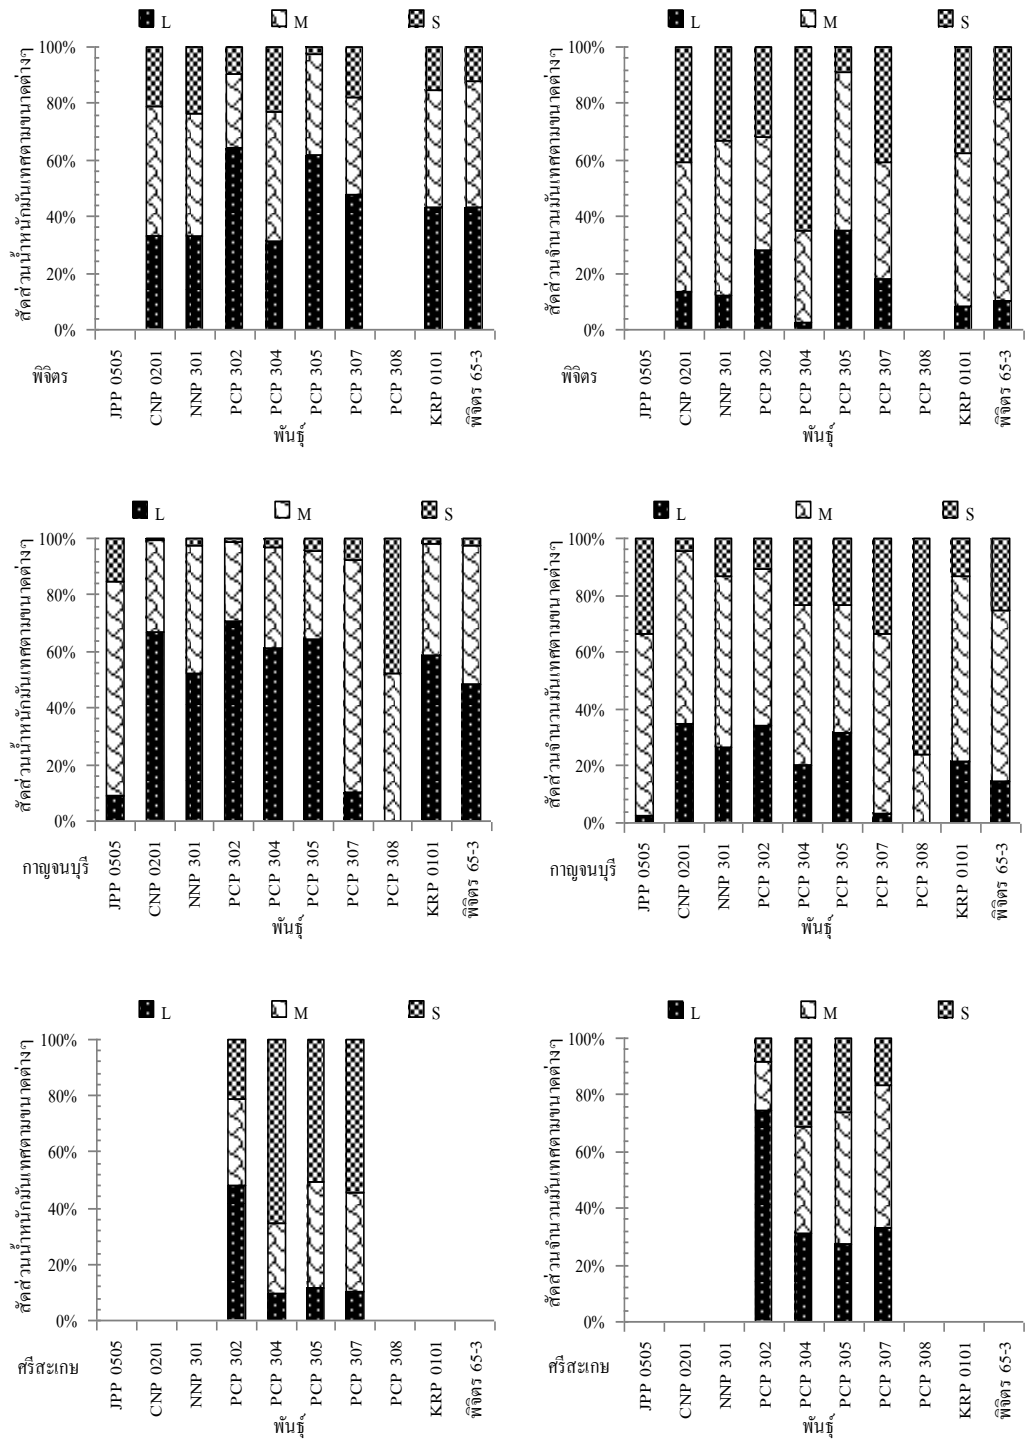 L M S
สัดส่วนน้ำหนักมันเทศตามขนาดต่างๆ
100%
80%
60%
40%
20%
0%
พิจิตร
JPP 0505
CNP 0201
NNP 301
PCP 302
PCP 304
PCP 305
PCP 307
PCP 308
KRP 0101
พิจิตร 65-3
พันธุ์
L M S
สัดส่วนจำนวนมันเทศตามขนาดต่างๆ
100%
80%
60%
40%
20%
0%
พิจิตร
JPP 0505
CNP 0201
NNP 301
PCP 302
PCP 304
PCP 305
PCP 307
PCP 308
KRP 0101
พิจิตร 65-3
พันธุ์
L M S
สัดส่วนน้ำหนักมันเทศตามขนาดต่างๆ
100%
80%
60%
40%
20%
0%
กาญจนบุรี
JPP 0505
CNP 0201
NNP 301
PCP 302
PCP 304
PCP 305
PCP 307
PCP 308
KRP 0101
พิจิตร 65-3
พันธุ์
L M S
สัดส่วนจำนวนมันเทศตามขนาดต่างๆ
100%
80%
60%
40%
20%
0%
กาญจนบุรี
JPP 0505
CNP 0201
NNP 301
PCP 302
PCP 304
PCP 305
PCP 307
PCP 308
KRP 0101
พิจิตร 65-3
พันธุ์
L M S
สัดส่วนน้ำหนักมันเทศตามขนาดต่างๆ
100%
80%
60%
40%
20%
0%
ศรีสะเกษ
JPP 0505
CNP 0201
NNP 301
PCP 302
PCP 304
PCP 305
PCP 307
PCP 308
KRP 0101
พิจิตร 65-3
พันธุ์
L M S
สัดส่วนจำนวนมันเทศตามขนาดต่างๆ
100%
80%
60%
40%
20%
0%
ศรีสะเกษ
JPP 0505
CNP 0201
NNP 301
PCP 302
PCP 304
PCP 305
PCP 307
PCP 308
KRP 0101
พิจิตร 65-3
พันธุ์